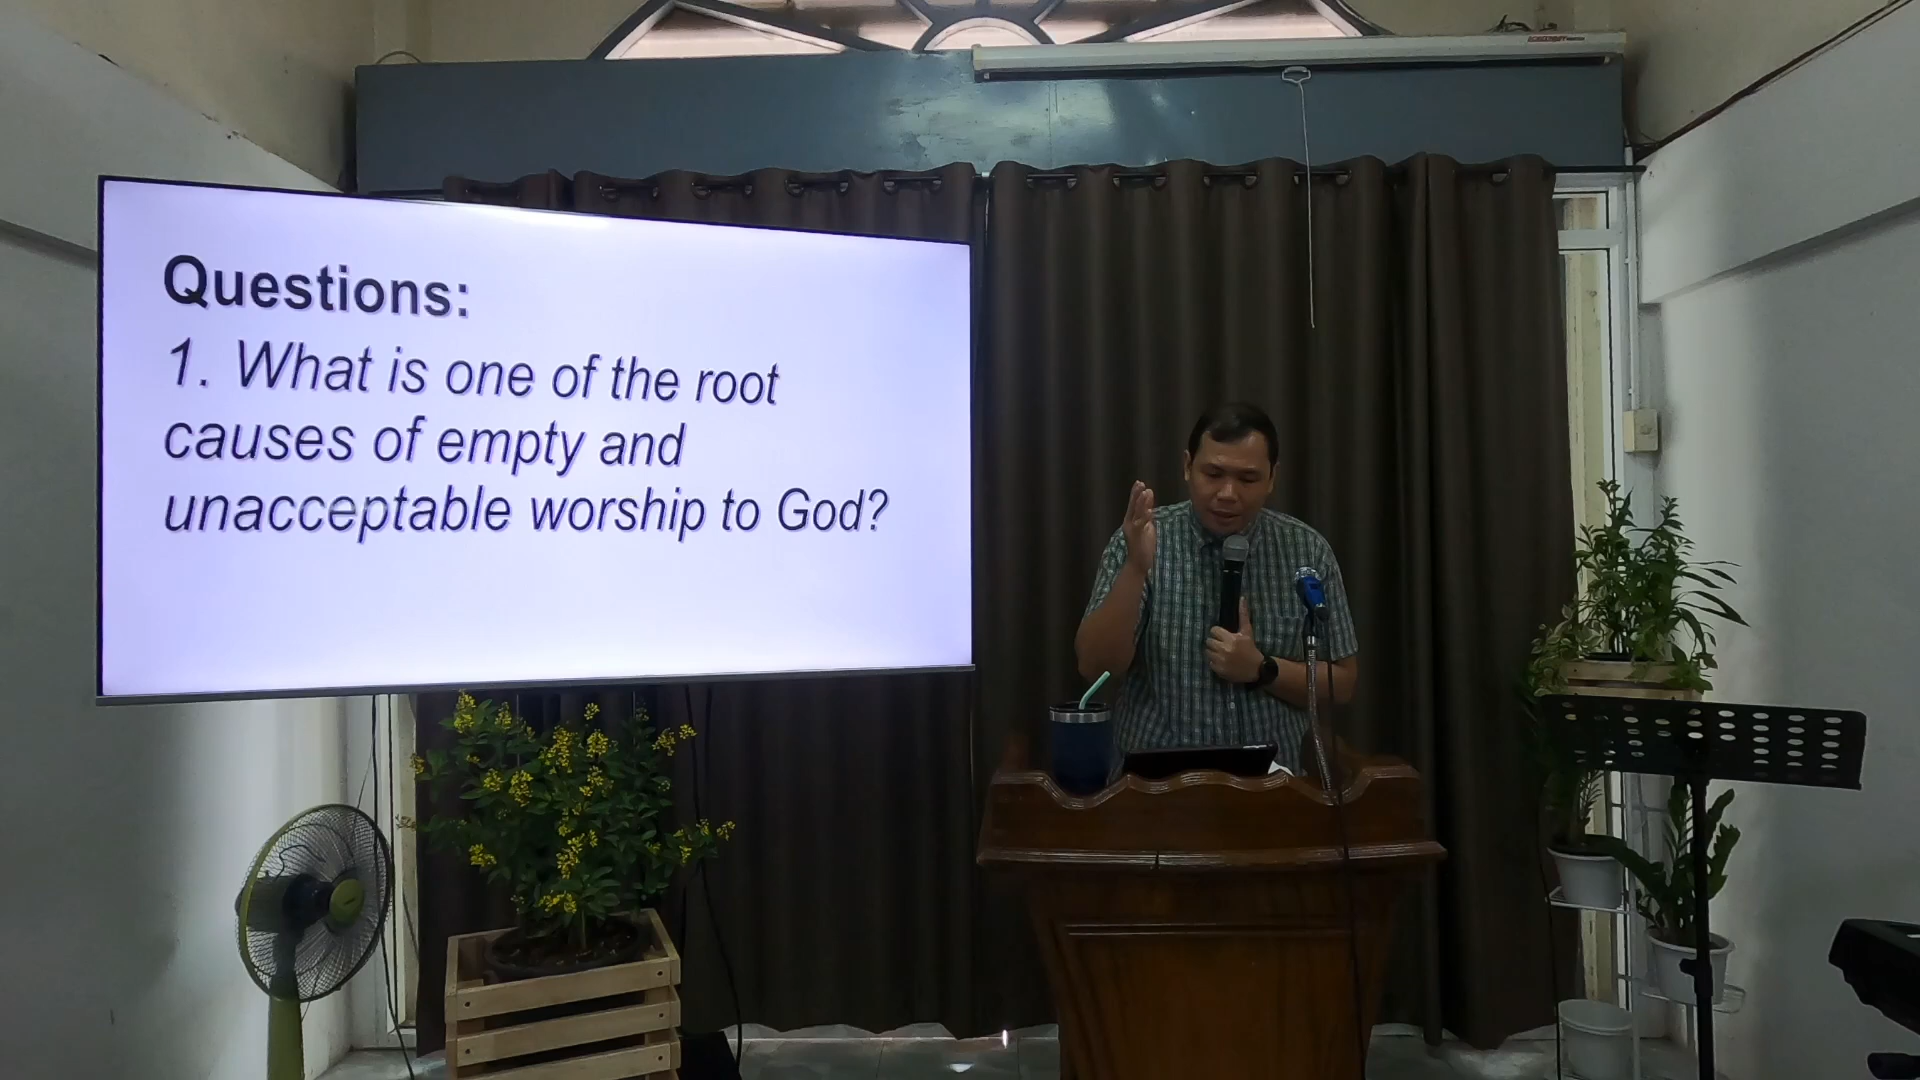 Questions:
1. What is one of the root
causes of empty and
unacceptable worship to God?